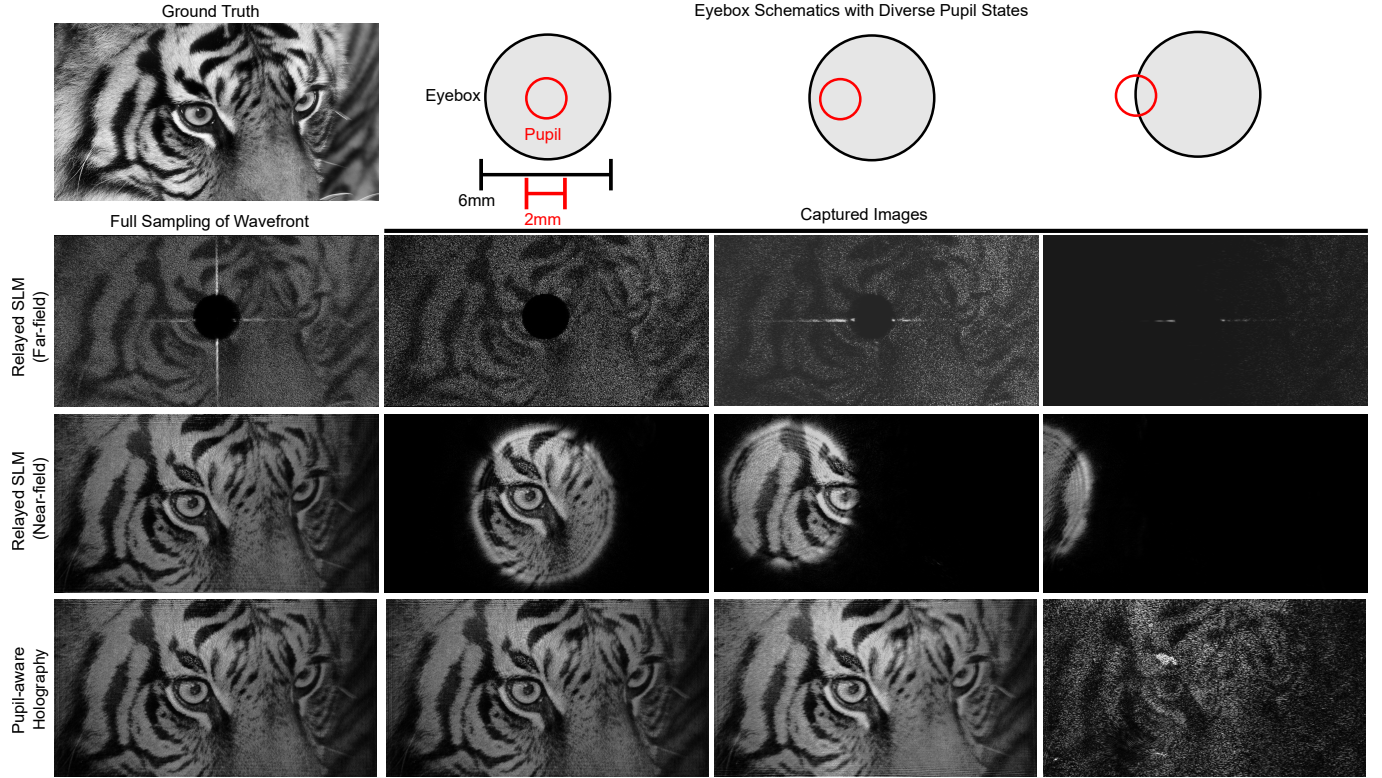 Ground Truth
Eyebox Schematics with Diverse Pupil States
Eyebox
Pupil
6mm
2mm
Full Sampling of Wavefront
Captured Images
Relayed SLM
(Far-field)
Relayed SLM
(Near-field)
Pupil-aware
Holography